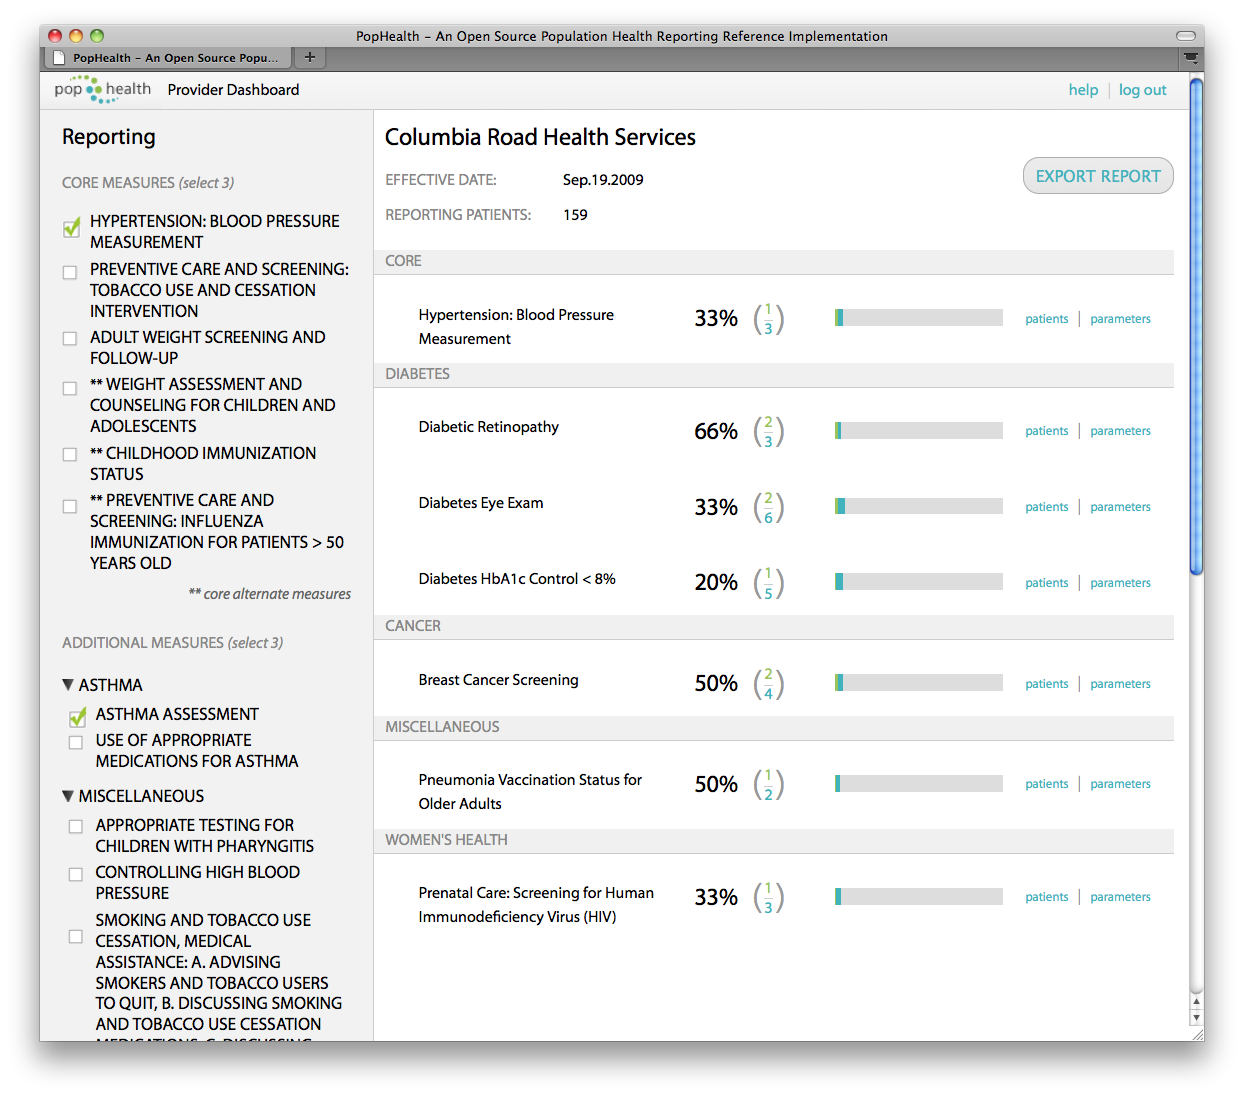 PopHealth – An Open Source Population Health Reporting Reference Implementation
PopHealth – An Open Source Popu...
+
pop health
Provider Dashboard
help | log out
Reporting
CORE MEASURES (select 3)
HYPERTENSION: BLOOD PRESSURE
MEASUREMENT
PREVENTIVE CARE AND SCREENING:
TOBACCO USE AND CESSATION
INTERVENTION
ADULT WEIGHT SCREENING AND
FOLLOW-UP
** WEIGHT ASSESSMENT AND
COUNSELING FOR CHILDREN AND
ADOLESCENTS
** CHILDHOOD IMMUNIZATION
STATUS
** PREVENTIVE CARE AND
SCREENING: INFLUENZA
IMMUNIZATION FOR PATIENTS > 50
YEARS OLD
** core alternate measures
ADDITIONAL MEASURES (select 3)
ASTHMA
ASTHMA ASSESSMENT
USE OF APPROPRIATE
MEDICATIONS FOR ASTHMA
MISCELLANEOUS
APPROPRIATE TESTING FOR
CHILDREN WITH PHARYNGITIS
CONTROLLING HIGH BLOOD
PRESSURE
SMOKING AND TOBACCO USE
CESSATION, MEDICAL
ASSISTANCE: A. ADVISING
SMOKERS AND TOBACCO USERS
TO QUIT, B. DISCUSSING SMOKING
AND TOBACCO USE CESSATION
MEDICATIONS, C. DISCUSSING
Columbia Road Health Services
EFFECTIVE DATE: Sep.19.2009
EXPORT REPORT
REPORTING PATIENTS: 159
CORE
Hypertension: Blood Pressure
Measurement
33% (1/3) patients | parameters
DIABETES
Diabetic Retinopathy 66% (2/3) patients | parameters
Diabetes Eye Exam 33% (2/6) patients | parameters
Diabetes HbA1c Control < 8% 20% (1/5) patients | parameters
CANCER
Breast Cancer Screening 50% (2/4) patients | parameters
MISCELLANEOUS
Pneumonia Vaccination Status for
Older Adults
50% (1/2) patients | parameters
WOMEN'S HEALTH
Prenatal Care: Screening for Human
Immunodeficiency Virus (HIV)
33% (1/3) patients | parameters